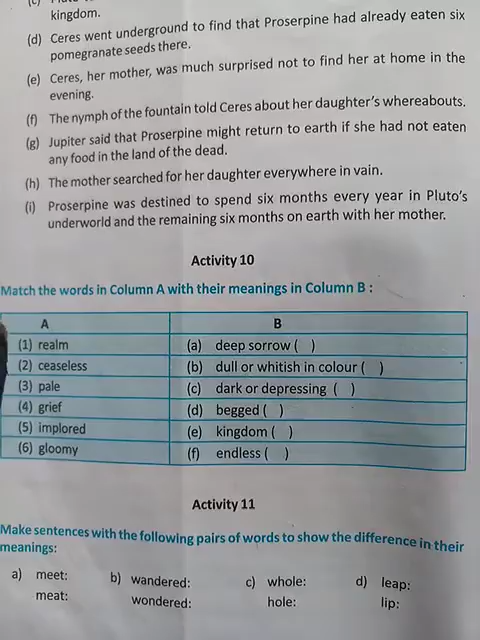 kingdom.
(d) Ceres went underground to find that Proserpine had already eaten six
pomegranate seeds there.
(e) Ceres, her mother, was much surprised not to find her at home in the
evening.
(f) The nymph of the fountain told Ceres about her daughter's whereabouts.
(g) Jupiter said that Proserpine might return to earth if she had not eaten
any food in the land of the dead.
(h) The mother searched for her daughter everywhere in vain.
(i) Proserpine was destined to spend six months every year in Pluto's
underworld and the remaining six months on earth with her mother.
Activity 10
Match the words in Column A with their meanings in Column B :
A B
(1) realm (a) deep sorrow ( )
(2) ceaseless (b) dull or whitish in colour ( )
(3) pale (c) dark or depressing ( )
(4) grief (d) begged ( )
(5) implored (e) kingdom ( )
(6) gloomy (f) endless ( )
Activity 11
Make sentences with the following pairs of words to show the difference in their
meanings:
a) meet: b) wandered: c) whole: d) leap:
meat: wondered: hole: lip: